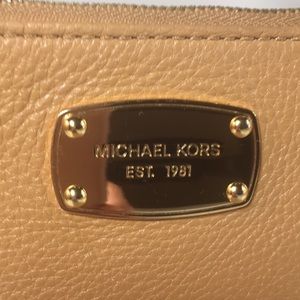 MICHAEL KORS
EST. 1981